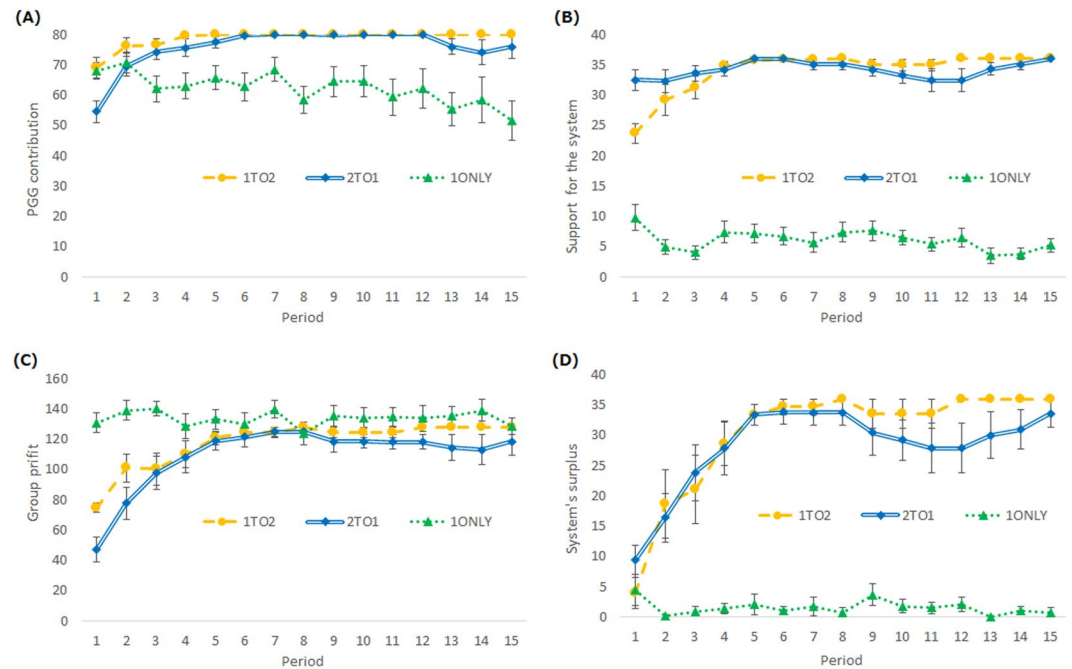 (A)
PGG contribution
80
70
60
50
40
30
20
10
0
1TO2 2TO1 1ONLY
1 2 3 4 5 6 7 8 9 10 11 12 13 14 15
Period
(B)
Support for the system
40
35
30
25
20
15
10
5
0
1TO2 2TO1 1ONLY
1 2 3 4 5 6 7 8 9 10 11 12 13 14 15
Period
(C)
Group prifit
160
140
120
100
80
60
40
20
0
1TO2 2TO1 1ONLY
1 2 3 4 5 6 7 8 9 10 11 12 13 14 15
Period
(D)
System's surplus
40
35
30
25
20
15
10
5
0
1TO2 2TO1 1ONLY
1 2 3 4 5 6 7 8 9 10 11 12 13 14 15
Period